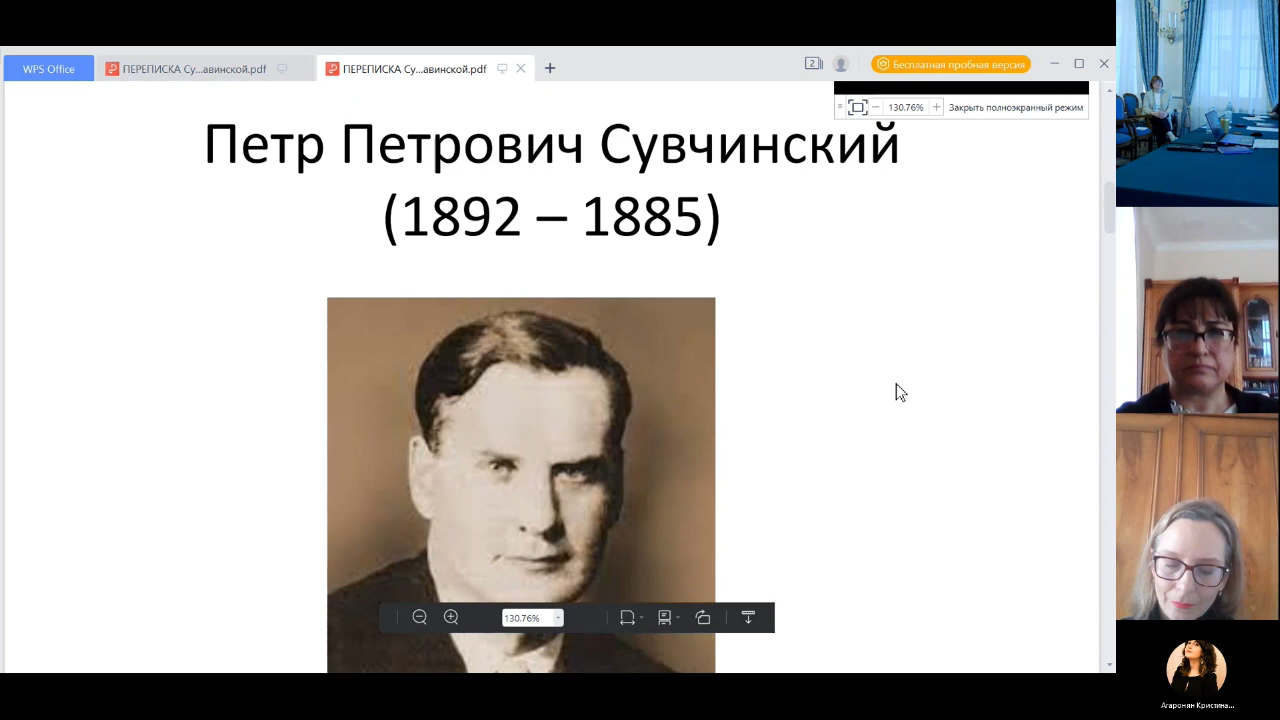 WPS Office
ПЕРЕПИСКА Су...авинской.pdf
ПЕРЕПИСКА Су...авинской.pdf
2
Бесплатная пробная версия
130.76%
Закрыть полноэкранный режим
Петр Петрович Сувчинский
(1892 – 1885)
130.76%
Агаронян Кристина...